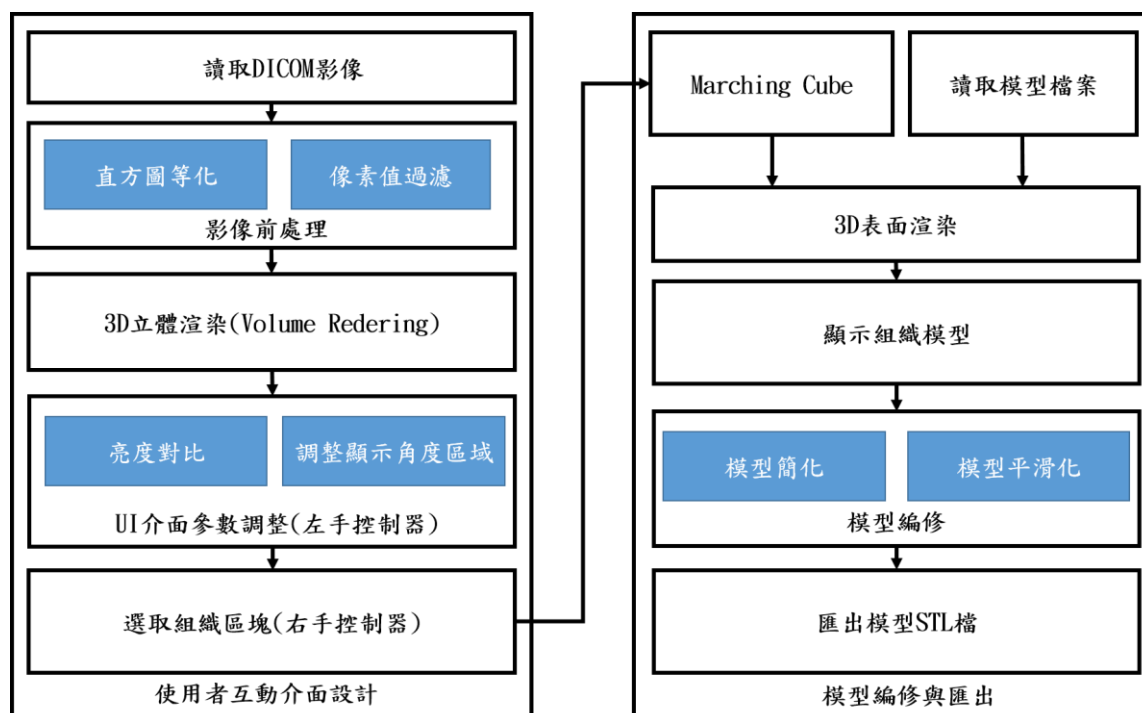 讀取DICOM影像
直方圖等化
像素值過濾
影像前處理
3D立體渲染(Volume Redering)
亮度對比
調整顯示角度區域
UI介面參數調整(左手控制器)
選取組織區塊(右手控制器)
使用者互動介面設計
Marching Cube
讀取模型檔案
3D表面渲染
顯示組織模型
模型簡化
模型平滑化
模型編修
匯出模型STL檔
模型編修與匯出